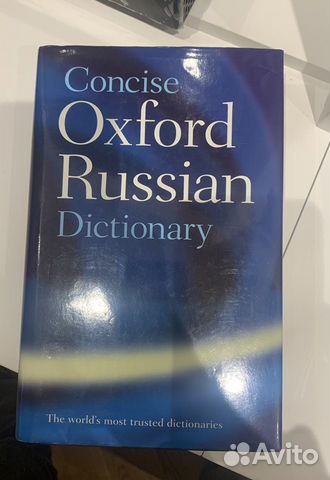 Concise
Oxford
Russian
Dictionary
The world's most trusted dictionaries
Avito